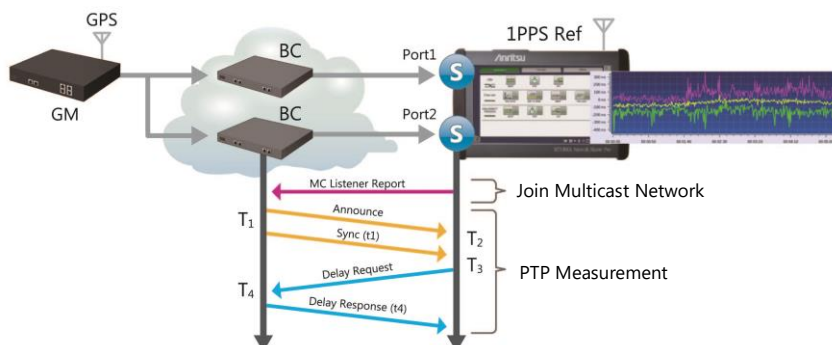 GPS
GM
BC
BC
Port1
Port2
1PPS Ref
S
S
Anritsu
MC Listener Report
Join Multicast Network
Announce
T1
Sync (t1)
T2
T3
Delay Request
PTP Measurement
T4
Delay Response (t4)